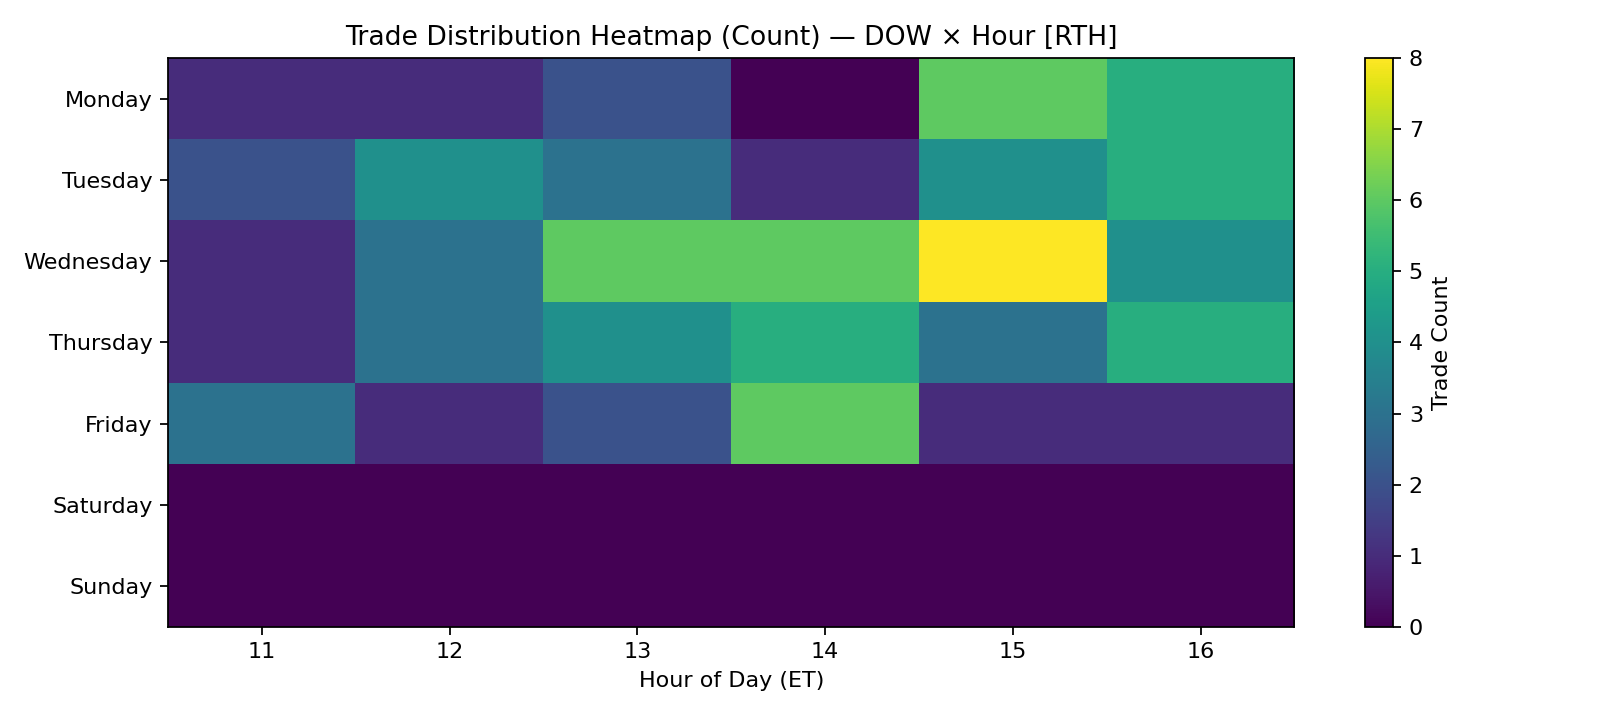 Trade Distribution Heatmap (Count) — DOW × Hour [RTH]
Monday
Tuesday
Wednesday
Thursday
Friday
Saturday
Sunday
11 12 13 14 15 16
Hour of Day (ET)
8
7
6
5
4
3
2
1
0
Trade Count